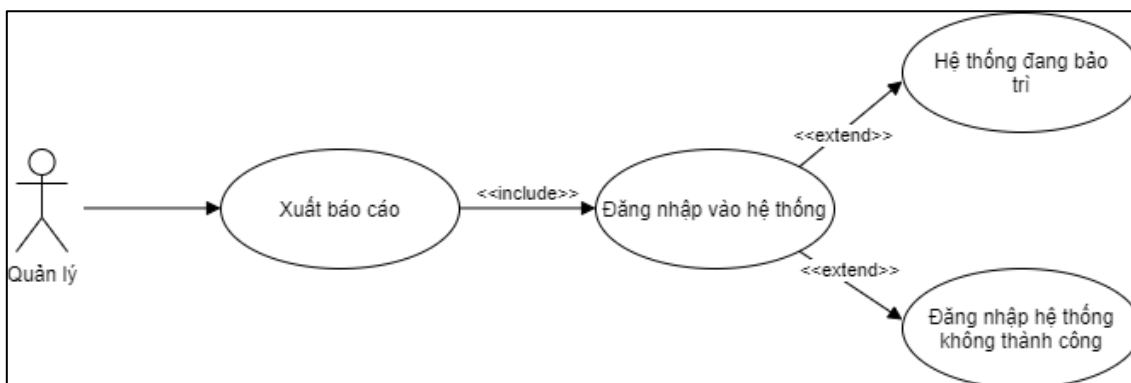 Quản lý
Xuất báo cáo
<<include>>
Đăng nhập vào hệ thống
<<extend>>
Hệ thống đang bảo
trì
<<extend>>
Đăng nhập hệ thống
không thành công